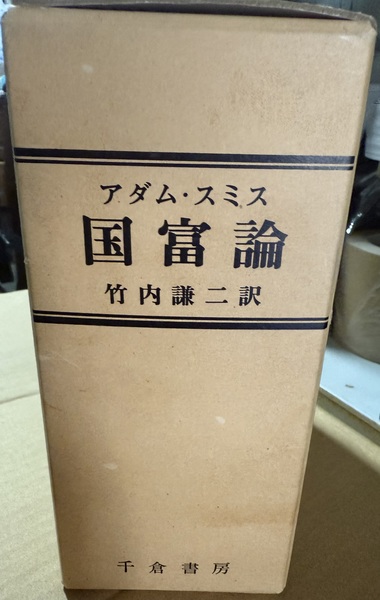 アダム・スミス
国富論
竹内謙二訳
千倉書房